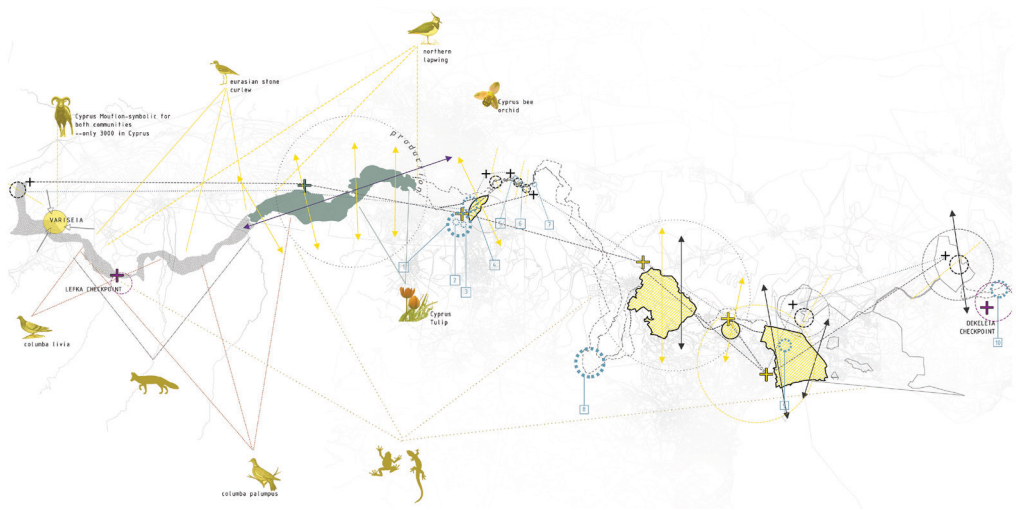 northern
lapwing
eurasian stone
curlew
Cyprus bee
orchid
Cyprus Mouflon-symbolic for
both communities
--only 3000 in Cyprus
production
VARISEIA
LEFKA CHECKPOINT
columba livia
Cyprus
Tulip
DEKELEIA
CHECKPOINT
columba palumpus
1
2
3
4
5
6
7
8
10